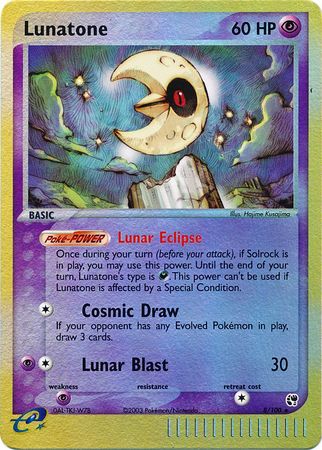 Lunatone 60 HP
BASIC
Illus. Hajime Kusajima
Poké-POWER Lunar Eclipse
Once during your turn (before your attack), if Solrock is
in play, you may use this power. Until the end of your
turn, Lunatone's type is . This power can't be used if
Lunatone is affected by a Special Condition.
Cosmic Draw
If your opponent has any Evolved Pokémon in play,
draw 3 cards.
Lunar Blast 30
weakness resistance retreat cost
e
©2003 Pokémon/Nintendo
8/100 ★